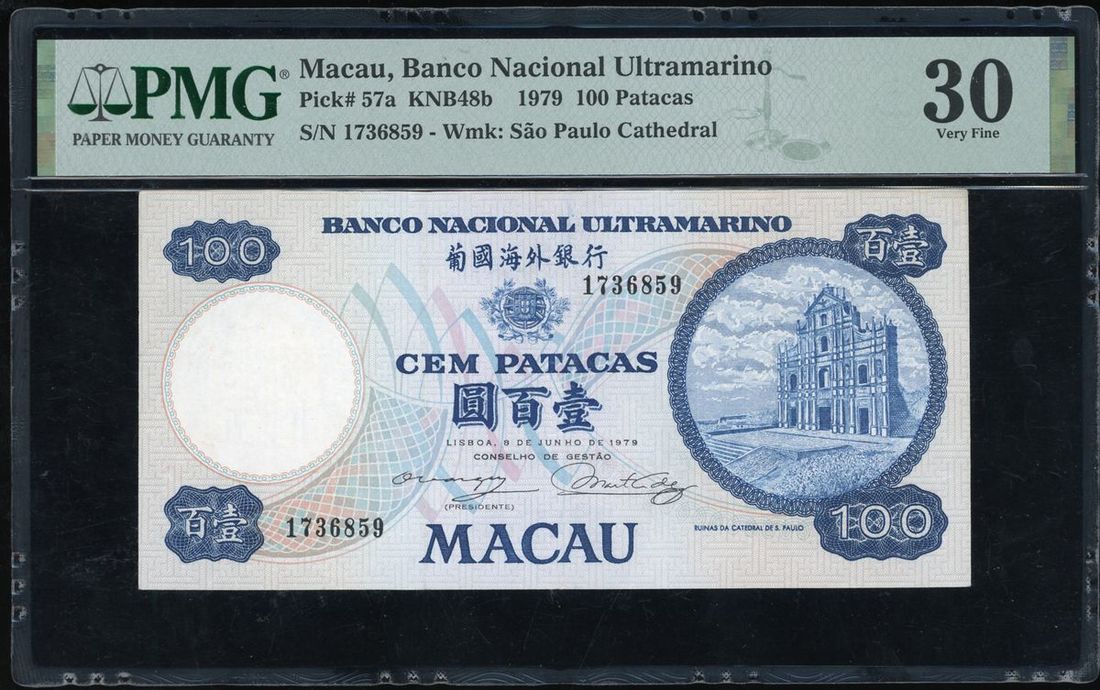 PMG®
PAPER MONEY GUARANTY
Macau, Banco Nacional Ultramarino
Pick# 57a KNB48b 1979 100 Patacas
S/N 1736859 - Wmk: São Paulo Cathedral
30
Very Fine
BANCO NACIONAL ULTRAMARINO
100
百壹
葡國海外銀行
1736859
CEM PATACAS
圓百壹
LISBOA, 8 DE JUNHO DE 1979
CONSELHO DE GESTÃO
(PRESIDENTE)
百壹
1736859
MACAU
RUINAS DA CATEDRAL DE S. PAULO
100